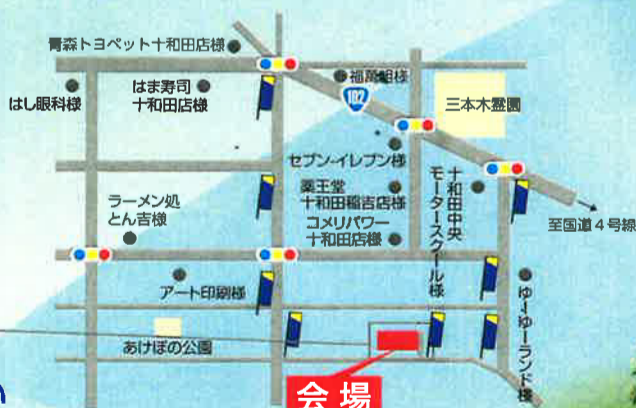 青森トヨペット十和田店様
はし眼科様
はま寿司
十和田店様
福萬組様
102
三本木霊園
セブン-イレブン様
薬王堂
十和田稲吉店様
コメリパワー
十和田店様
十和田中央
モータースクール様
至国道4号線
ラーメン処
とん吉様
アート印刷様
ゆーゆーランド様
あけぼの公園
会場